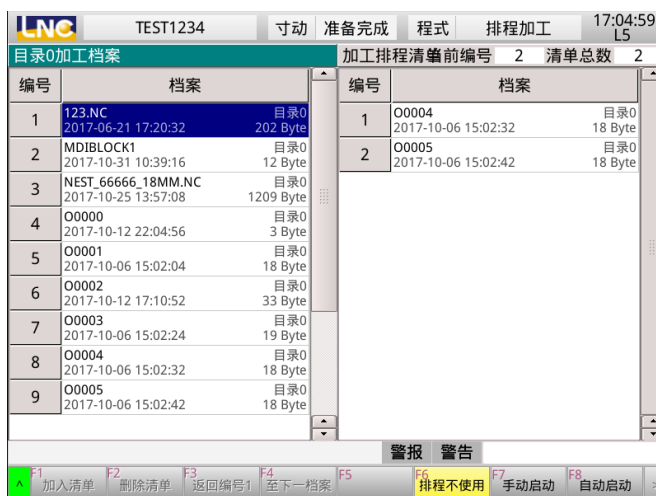 LNC TEST1234 寸动 准备完成 程式 排程加工 17:04:59
L5
目录0加工档案 加工排程清单 当前编号 2 清单总数 2
编号 档案
1 123.NC 目录0
2017-06-21 17:20:32 202 Byte
2 MDIBLOCK1 目录0
2017-10-31 10:39:16 12 Byte
3 NEST_66666_18MM.NC 目录0
2017-10-25 13:57:08 1209 Byte
4 O0000 目录0
2017-10-12 22:04:56 3 Byte
5 O0001 目录0
2017-10-06 15:02:04 18 Byte
6 O0002 目录0
2017-10-12 17:10:52 33 Byte
7 O0003 目录0
2017-10-06 15:02:24 19 Byte
8 O0004 目录0
2017-10-06 15:02:32 18 Byte
9 O0005 目录0
2017-10-06 15:02:42 18 Byte
编号 档案
1 O0004 目录0
2017-10-06 15:02:32 18 Byte
2 O0005 目录0
2017-10-06 15:02:42 18 Byte
警报 警告
F1 加入清单 F2 删除清单 F3 返回编号1 F4 至下一档案 F5 F6 排程不使用 F7 手动启动 F8 自动启动